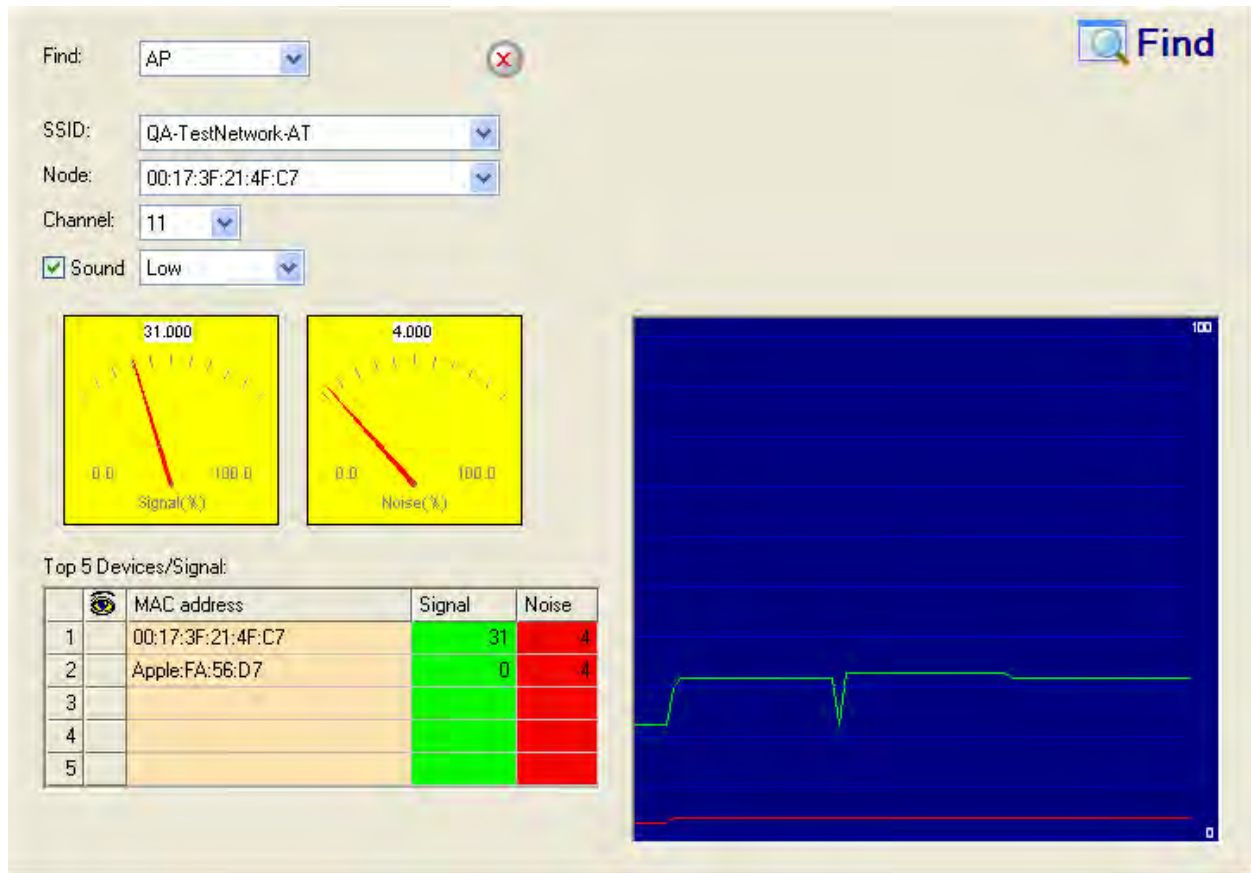 Find: AP
Find
SSID: QA-TestNetwork-AT
Node: 00:17:3F:21:4F:C7
Channel: 11
Sound Low
31.000 4.000
0.0 100.0 0.0 100.0
Signal(%) Noise(%)
100
0
Top 5 Devices/Signal:
MAC address Signal Noise
1 00:17:3F:21:4F:C7 31 4
2 Apple:FA:56:D7 0 4
3
4
5